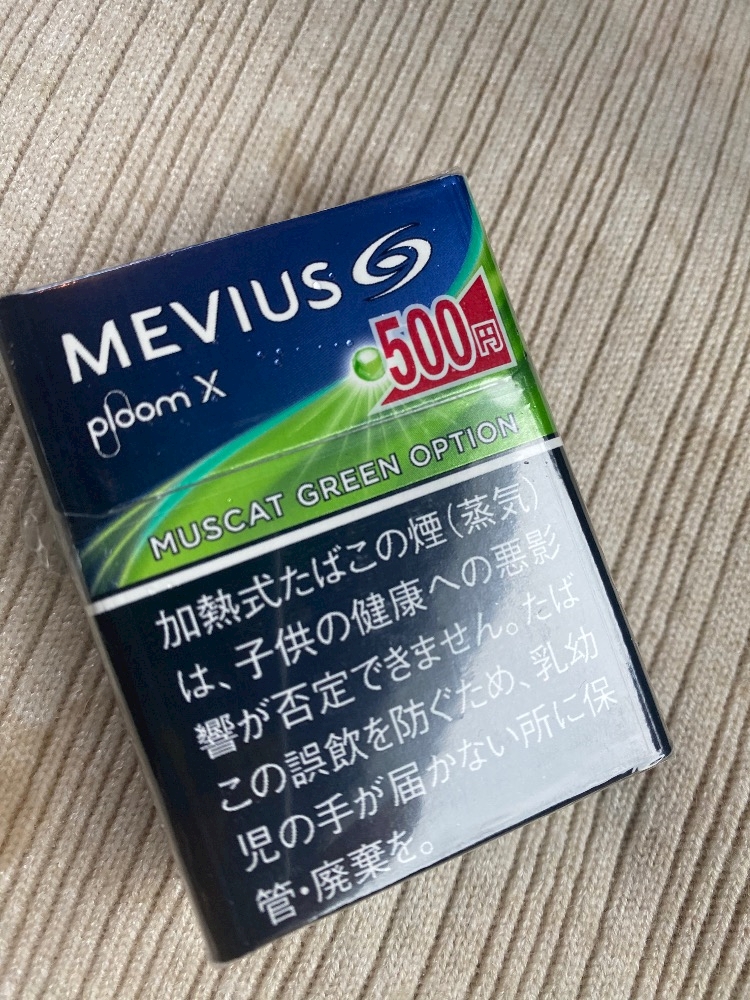 MEVIUS
ploom X
500円
MUSCAT GREEN OPTION
加熱式たばこの煙(蒸気)
は、子供の健康への悪影
響が否定できません。たば
この誤飲を防ぐため、乳幼
児の手が届かない所に保
管・廃棄を。